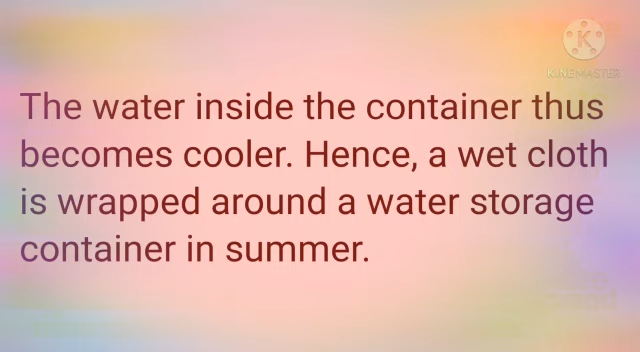 K
KINEMASTER
The water inside the container thus
becomes cooler. Hence, a wet cloth
is wrapped around a water storage
container in summer.